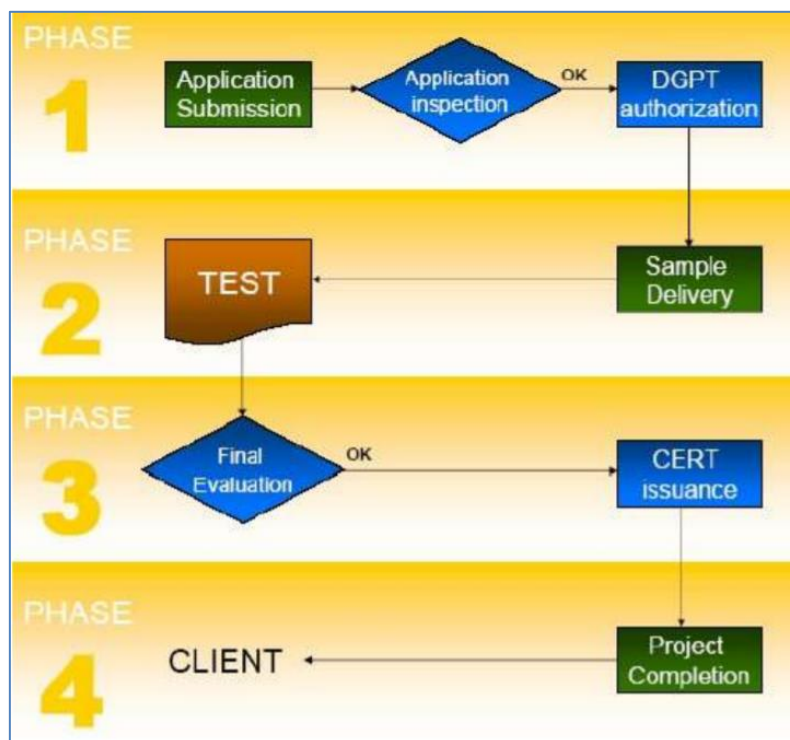 PHASE
1
Application
Submission
Application
inspection
OK
DGPT
authorization
PHASE
2
TEST
Sample
Delivery
PHASE
3
Final
Evaluation
OK
CERT
issuance
PHASE
4
CLIENT
Project
Completion